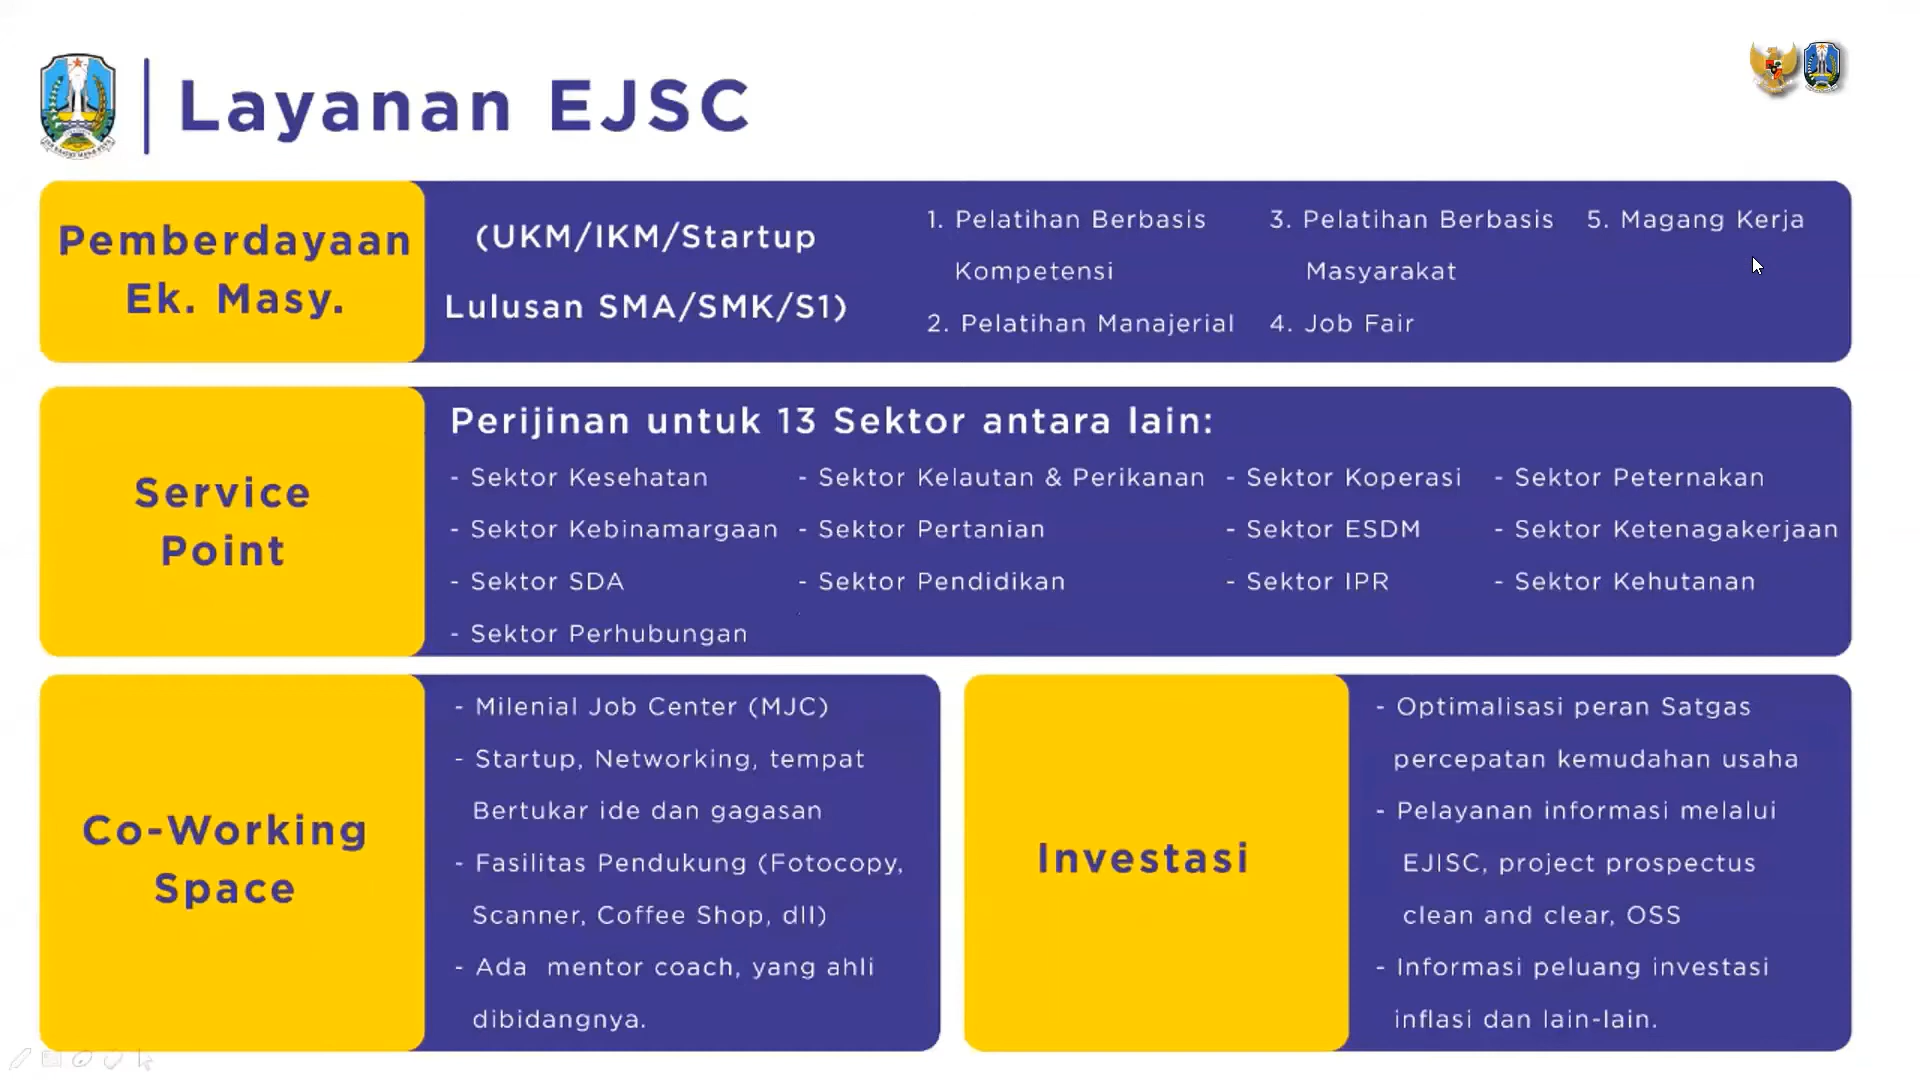 Layanan EJSC
Pemberdayaan
Ek. Masy.
(UKM/IKM/Startup
Lulusan SMA/SMK/S1)
1. Pelatihan Berbasis
Kompetensi
2. Pelatihan Manajerial
3. Pelatihan Berbasis
Masyarakat
4. Job Fair
5. Magang Kerja
Service
Point
Perijinan untuk 13 Sektor antara lain:
- Sektor Kesehatan
- Sektor Kebinamargaan
- Sektor SDA
- Sektor Perhubungan
- Sektor Kelautan & Perikanan
- Sektor Pertanian
- Sektor Pendidikan
- Sektor Koperasi
- Sektor ESDM
- Sektor IPR
- Sektor Peternakan
- Sektor Ketenagakerjaan
- Sektor Kehutanan
Co-Working
Space
- Milenial Job Center (MJC)
- Startup, Networking, tempat
Bertukar ide dan gagasan
- Fasilitas Pendukung (Fotocopy,
Scanner, Coffee Shop, dll)
- Ada mentor coach, yang ahli
dibidangnya.
Investasi
- Optimalisasi peran Satgas
percepatan kemudahan usaha
- Pelayanan informasi melalui
EJISC, project prospectus
clean and clear, OSS
- Informasi peluang investasi
inflasi dan lain-lain.